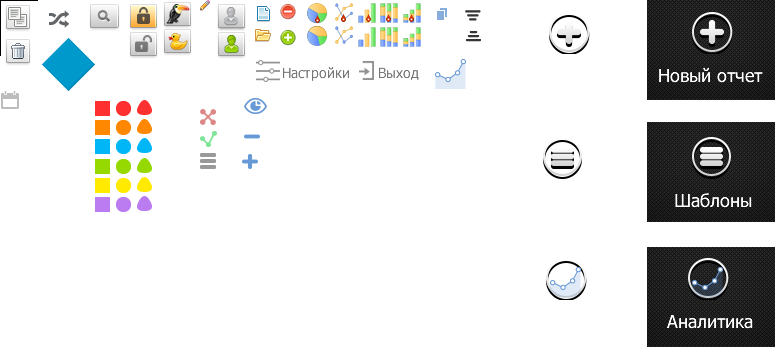 Настройки
Выход
Новый отчет
Шаблоны
Аналитика